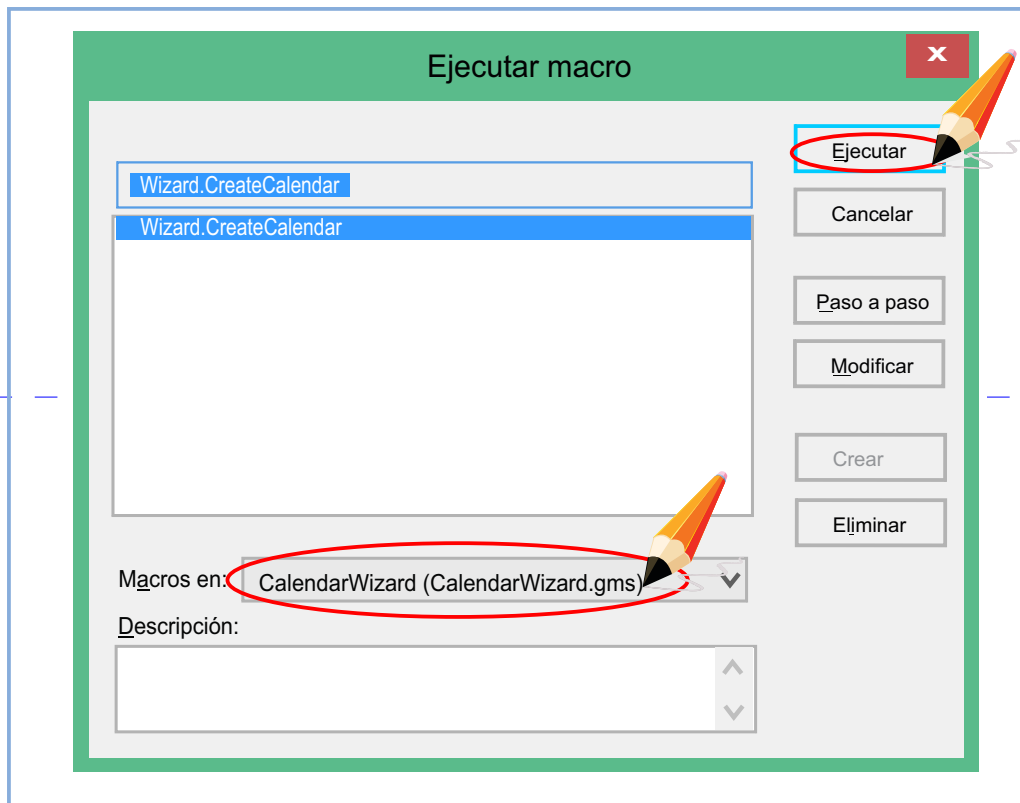 Ejecutar macro
x
Wizard.CreateCalendar
Wizard.CreateCalendar
Ejecutar
Cancelar
Paso a paso
Modificar
Crear
Eliminar
Macros en: CalendarWizard (CalendarWizard.gms)
Descripción: